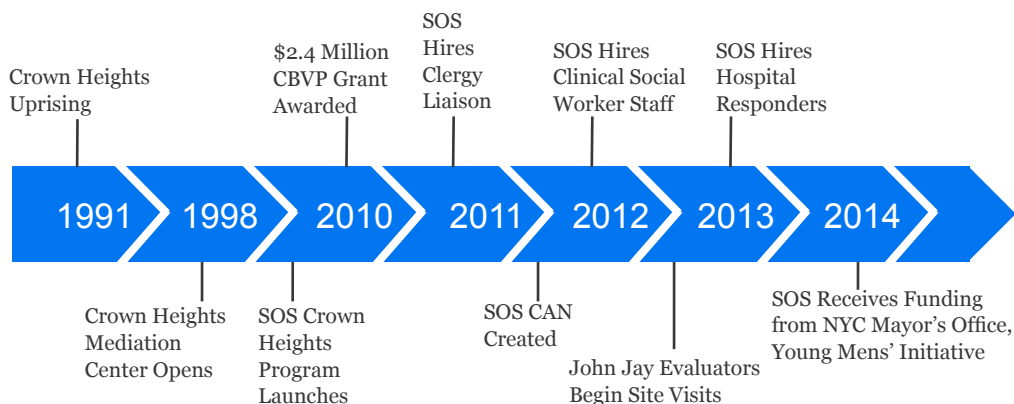 Crown Heights
Uprising
$2.4 Million
CBVP Grant
Awarded
SOS
Hires
Clergy
Liaison
SOS Hires
Clinical Social
Worker Staff
SOS Hires
Hospital
Responders
1991
1998
2010
2011
2012
2013
2014
Crown Heights
Mediation
Center Opens
SOS Crown
Heights
Program
Launches
SOS CAN
Created
John Jay Evaluators
Begin Site Visits
SOS Receives Funding
from NYC Mayor’s Office,
Young Mens’ Initiative